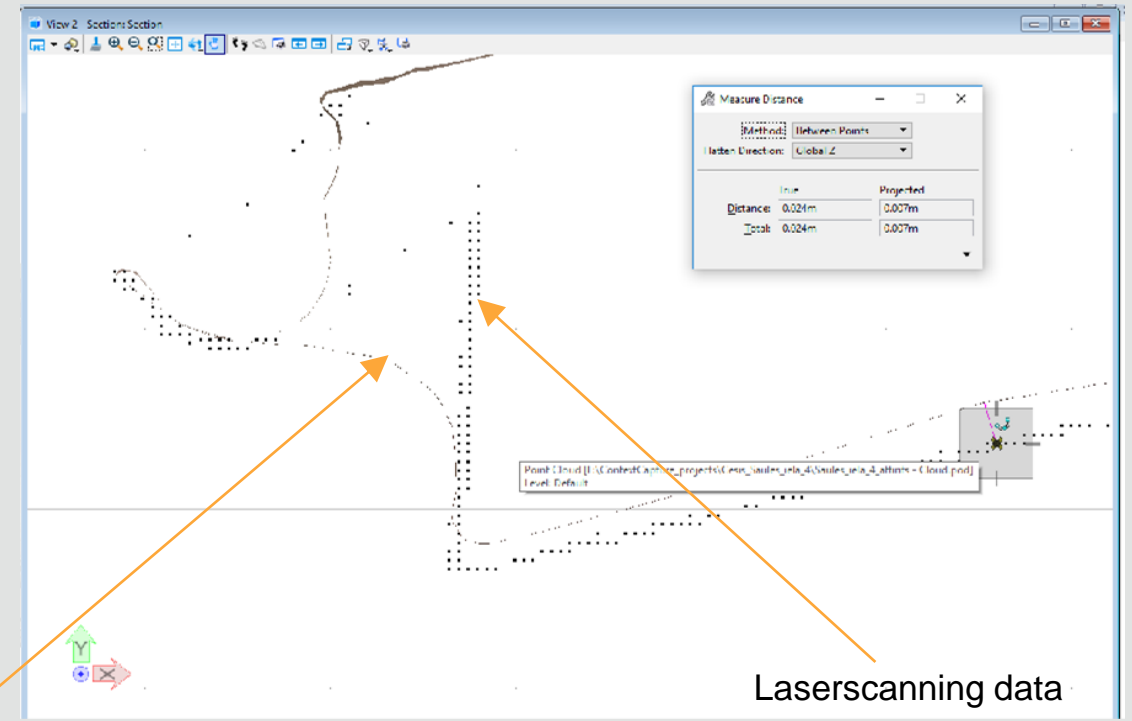 View 2 - Section: Section
Measure Distance
Method: Between Points
Flatten Direction: Global Z
True Projected
Distance: 0.024m 0.007m
Total: 0.024m 0.007m
Level: Default
Y
X
Laserscanning data